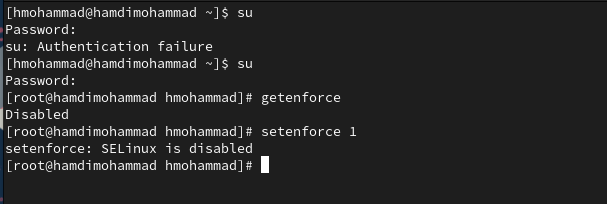 [hmohammad@hamdimohammad ~]$ su
Password:
su: Authentication failure
[hmohammad@hamdimohammad ~]$ su
Password:
[root@hamdimohammad hmohammad]# getenforce
Disabled
[root@hamdimohammad hmohammad]# setenforce 1
setenforce: SELinux is disabled
[root@hamdimohammad hmohammad]#